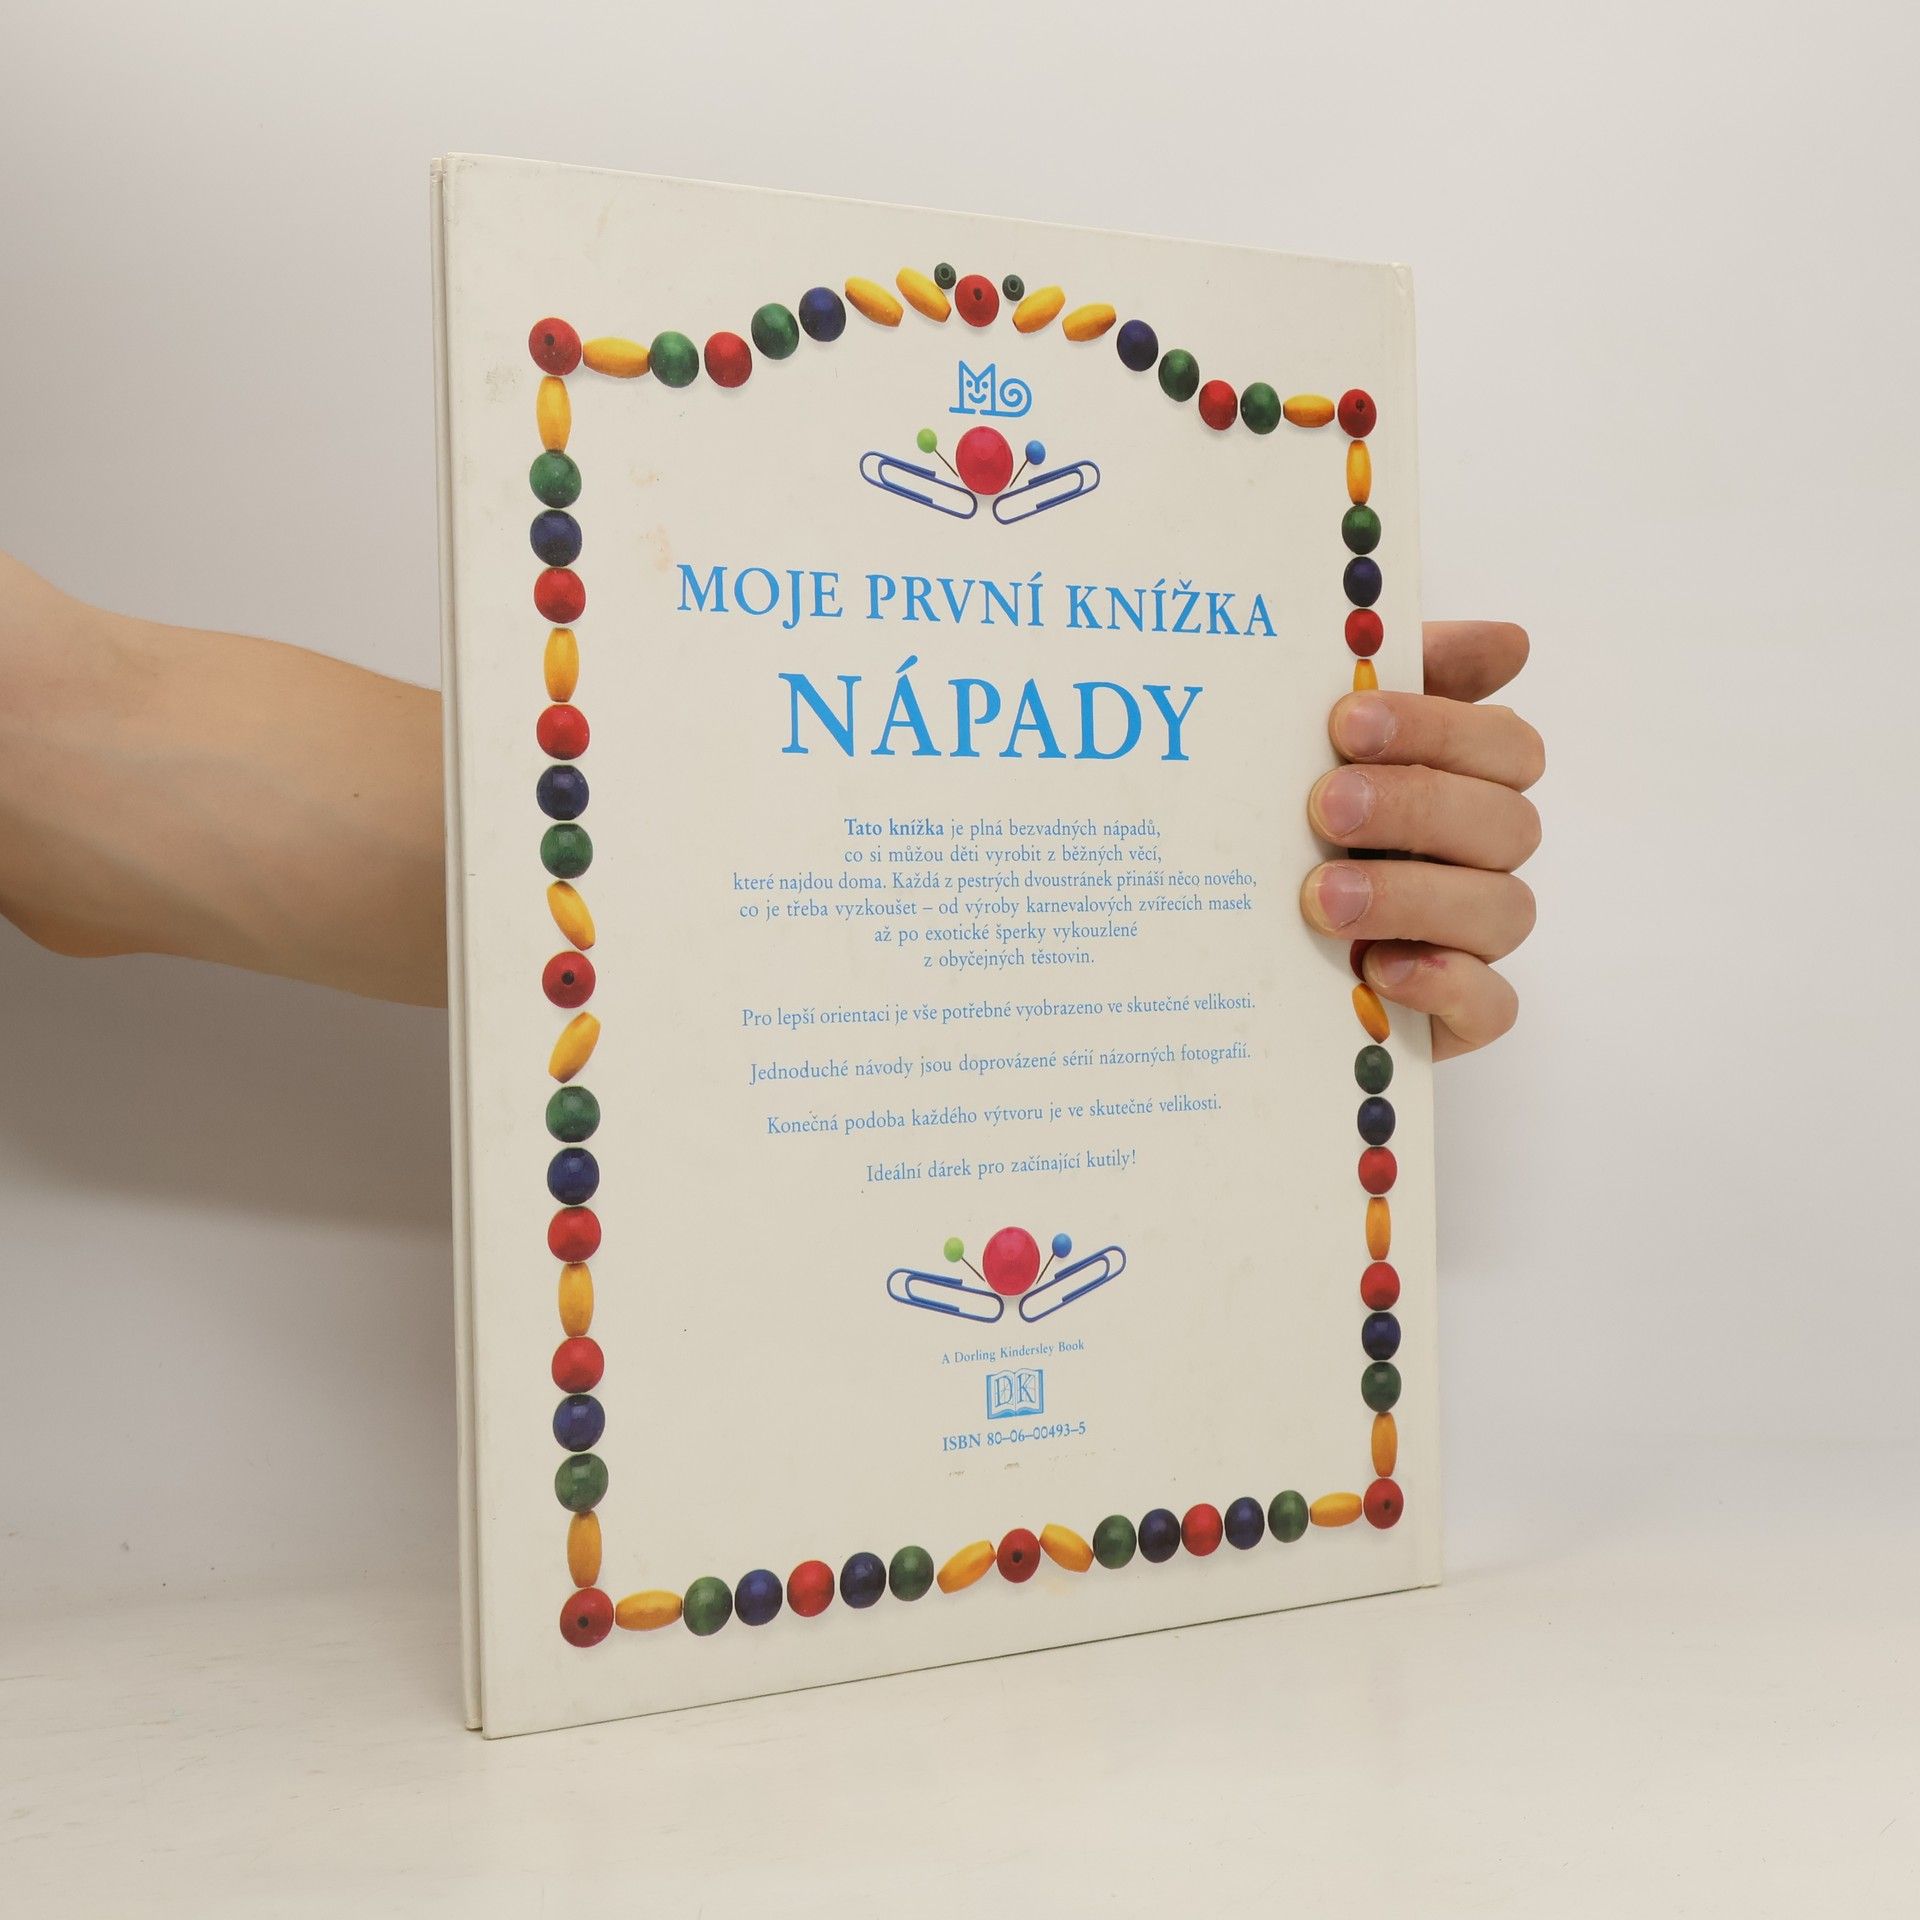 MOJE PRVNÍ KNÍŽKA
NÁPADY
Tato knížka je plná bezvadných nápadů,
co si můžou děti vyrobit z běžných věcí,
které najdou doma. Každá z pestrých dvoustránek přináší něco nového,
co je třeba vyzkoušet – od výroby karnevalových zvířecích masek
až po exotické šperky vykouzlené
z obyčejných těstovin.
Pro lepší orientaci je vše potřebné vyobrazeno ve skutečné velikosti.
Jednoduché návody jsou doprovázené sérií názorných fotografií.
Konečná podoba každého výtvoru je ve skutečné velikosti.
Ideální dárek pro začínající kutily!
A Dorling Kindersley Book
DK
ISBN 80–06–00493–5